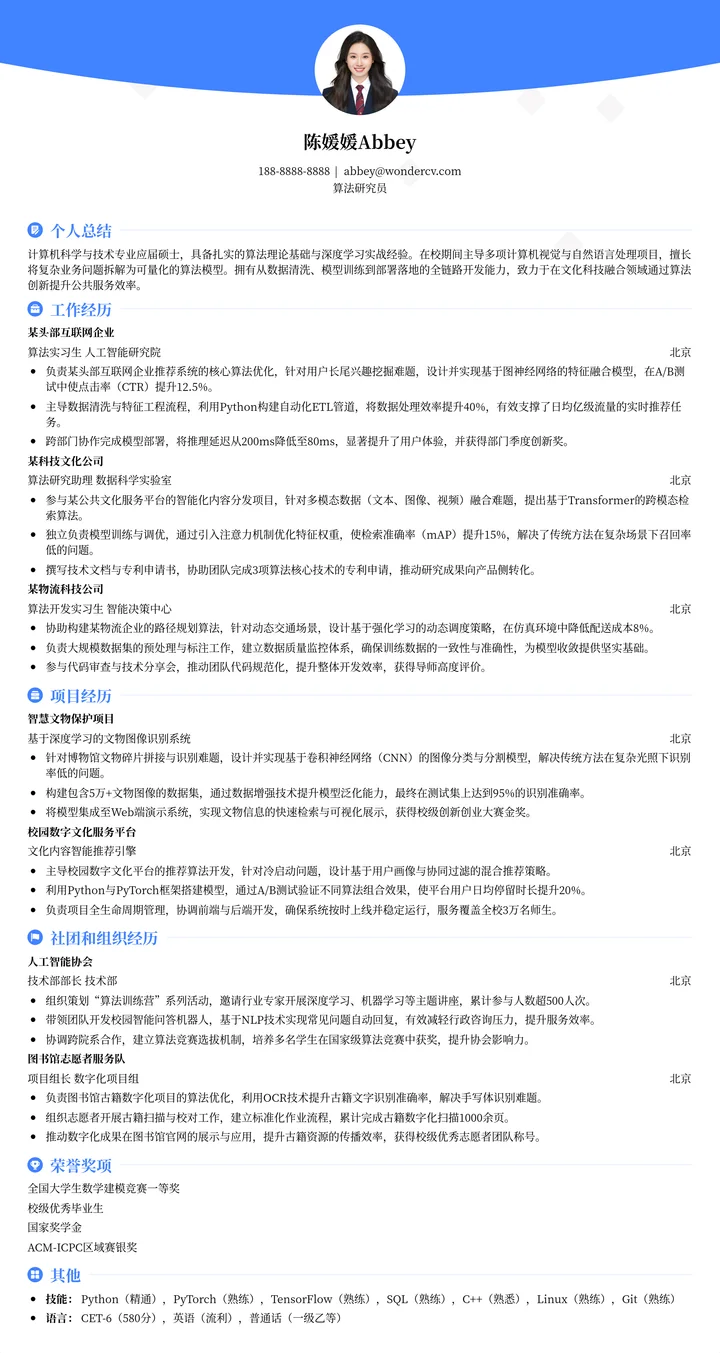 陈媛媛Abbey
188-8888-8888 | abbey@wondercv.com
算法研究员
个人总结
计算机科学与技术专业应届硕士，具备扎实的算法理论基础与深度学习实战经验。在校期间主导多项计算机视觉与自然语言处理项目，擅长
将复杂业务问题拆解为可量化的算法模型。拥有从数据清洗、模型训练到部署落地的全链路开发能力，致力于在文化科技融合领域通过算法
创新提升公共服务效率。
工作经历
某头部互联网企业
算法实习生 人工智能研究院 北京
• 负责某头部互联网企业推荐系统的核心算法优化，针对用户长尾兴趣挖掘难题，设计并实现基于图神经网络的特征融合模型，在A/B测
试中使点击率（CTR）提升12.5%。
• 主导数据清洗与特征工程流程，利用Python构建自动化ETL管道，将数据处理效率提升40%，有效支撑了日均亿级流量的实时推荐任
务。
• 跨部门协作完成模型部署，将推理延迟从200ms降低至80ms，显著提升了用户体验，并获得部门季度创新奖。
某科技文化公司
算法研究助理 数据科学实验室 北京
• 参与某公共文化服务平台的智能化内容分发项目，针对多模态数据（文本、图像、视频）融合难题，提出基于Transformer的跨模态检
索算法。
• 独立负责模型训练与调优，通过引入注意力机制优化特征权重，使检索准确率（mAP）提升15%，解决了传统方法在复杂场景下召回率
低的问题。
• 撰写技术文档与专利申请书，协助团队完成3项算法核心技术的专利申请，推动研究成果向产品侧转化。
某物流科技公司
算法开发实习生 智能决策中心 北京
• 协助构建某物流企业的路径规划算法，针对动态交通场景，设计基于强化学习的动态调度策略，在仿真环境中降低配送成本8%。
• 负责大规模数据集的预处理与标注工作，建立数据质量监控体系，确保训练数据的一致性与准确性，为模型收敛提供坚实基础。
• 参与代码审查与技术分享会，推动团队代码规范化，提升整体开发效率，获得导师高度评价。
项目经历
智慧文物保护项目
基于深度学习的文物图像识别系统 北京
• 针对博物馆文物碎片拼接与识别难题，设计并实现基于卷积神经网络（CNN）的图像分类与分割模型，解决传统方法在复杂光照下识别
率低的问题。
• 构建包含5万+文物图像的数据集，通过数据增强技术提升模型泛化能力，最终在测试集上达到95%的识别准确率。
• 将模型集成至Web端演示系统，实现文物信息的快速检索与可视化展示，获得校级创新创业大赛金奖。
校园数字文化服务平台
文化内容智能推荐引擎 北京
• 主导校园数字文化平台的推荐算法开发，针对冷启动问题，设计基于用户画像与协同过滤的混合推荐策略。
• 利用Python与PyTorch框架搭建模型，通过A/B测试验证不同算法组合效果，使平台用户日均停留时长提升20%。
• 负责项目全生命周期管理，协调前端与后端开发，确保系统按时上线并稳定运行，服务覆盖全校3万名师生。
社团和组织经历
人工智能协会
技术部部长 技术部 北京
• 组织策划“算法训练营”系列活动，邀请行业专家开展深度学习、机器学习等主题讲座，累计参与人数超500人次。
• 带领团队开发校园智能问答机器人，基于NLP技术实现常见问题自动回复，有效减轻行政咨询压力，提升服务效率。
• 协调跨院系合作，建立算法竞赛选拔机制，培养多名学生在国家级算法竞赛中获奖，提升协会影响力。
图书馆志愿者服务队
项目组长 数字化项目组 北京
• 负责图书馆古籍数字化项目的算法优化，利用OCR技术提升古籍文字识别准确率，解决手写体识别难题。
• 组织志愿者开展古籍扫描与校对工作，建立标准化作业流程，累计完成古籍数字化扫描1000余页。
• 推动数字化成果在图书馆官网的展示与应用，提升古籍资源的传播效率，获得校级优秀志愿者团队称号。
荣誉奖项
全国大学生数学建模竞赛一等奖
校级优秀毕业生
国家奖学金
ACM-ICPC区域赛银奖
其他
• 技能： Python（精通），PyTorch（熟练），TensorFlow（熟练），SQL（熟练），C++（熟悉），Linux（熟练），Git（熟练）
• 语言： CET-6（580分），英语（流利），普通话（一级乙等）